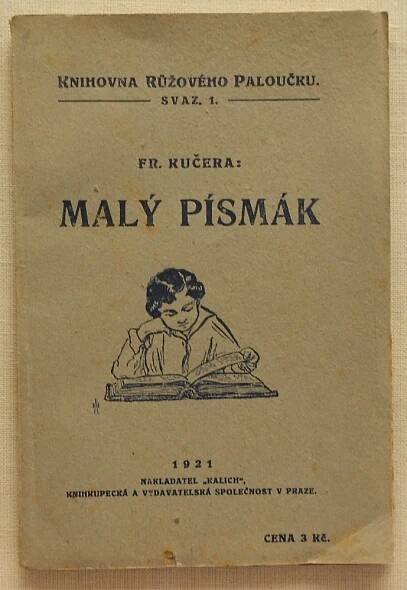 KNIHOVNA RŮŽOVÉHO PALOUČKU.
SVAZ. 1.
FR. KUČERA:
MALÝ PÍSMÁK
1921
NAKLADATEL „KALICH“,
KNIHKUPECKÁ A VYDAVATELSKÁ SPOLEČNOST V PRAZE.
CENA 3 Kč.